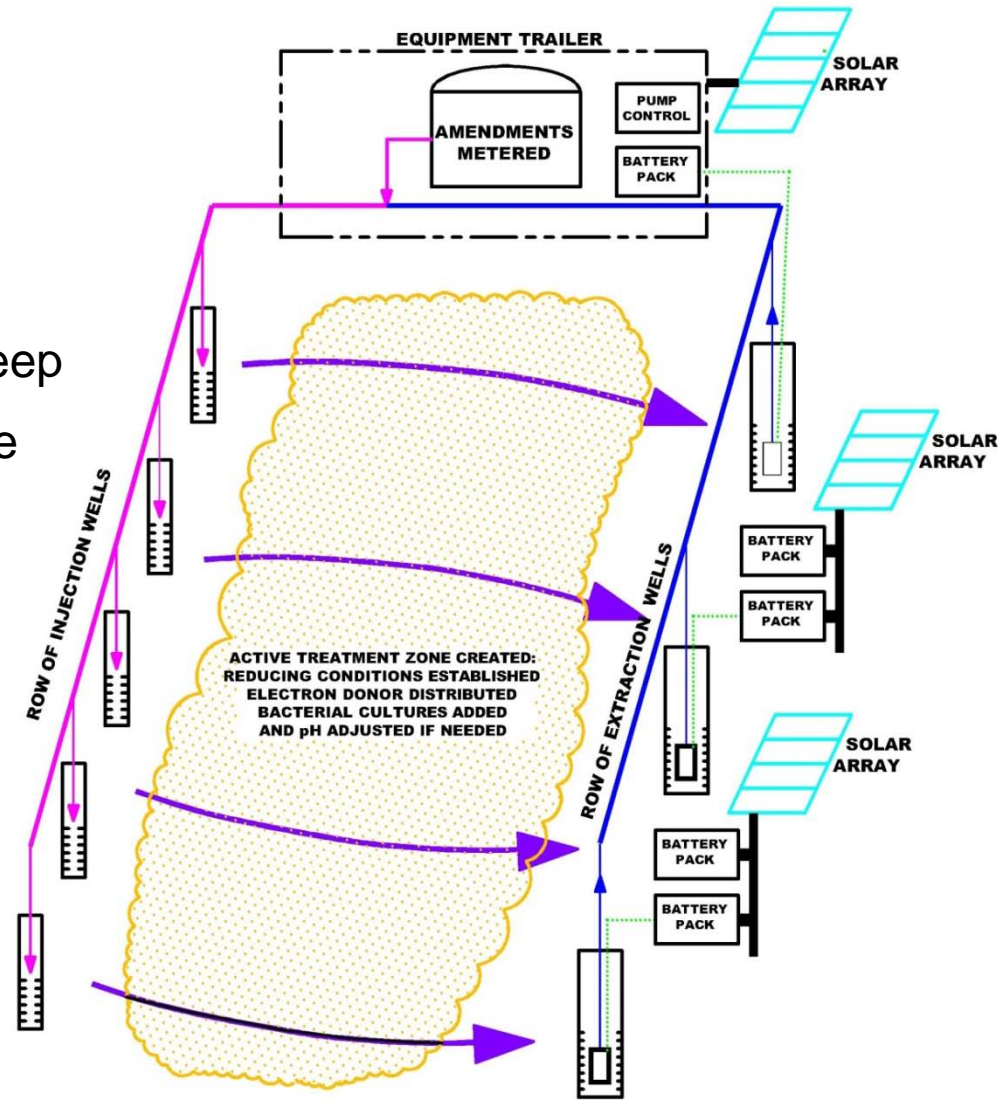 EQUIPMENT TRAILER
SOLAR
ARRAY
AMENDMENTS
METERED
PUMP
CONTROL
BATTERY
PACK
eep
e
ROW OF INJECTION WELLS
ACTIVE TREATMENT ZONE CREATED:
REDUCING CONDITIONS ESTABLISHED
ELECTRON DONOR DISTRIBUTED
BACTERIAL CULTURES ADDED
AND pH ADJUSTED IF NEEDED
ROW OF EXTRACTION WELLS
SOLAR
ARRAY
BATTERY
PACK
BATTERY
PACK
SOLAR
ARRAY
BATTERY
PACK
BATTERY
PACK